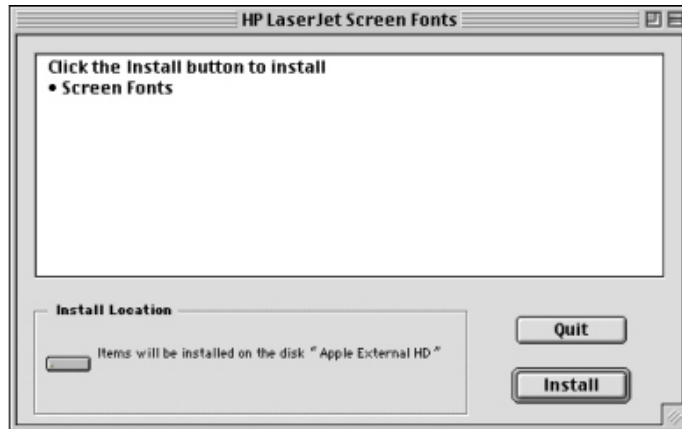 HP LaserJet Screen Fonts
Click the Install button to install
• Screen Fonts
Install Location
Items will be installed on the disk “Apple External HD”
Quit
Install